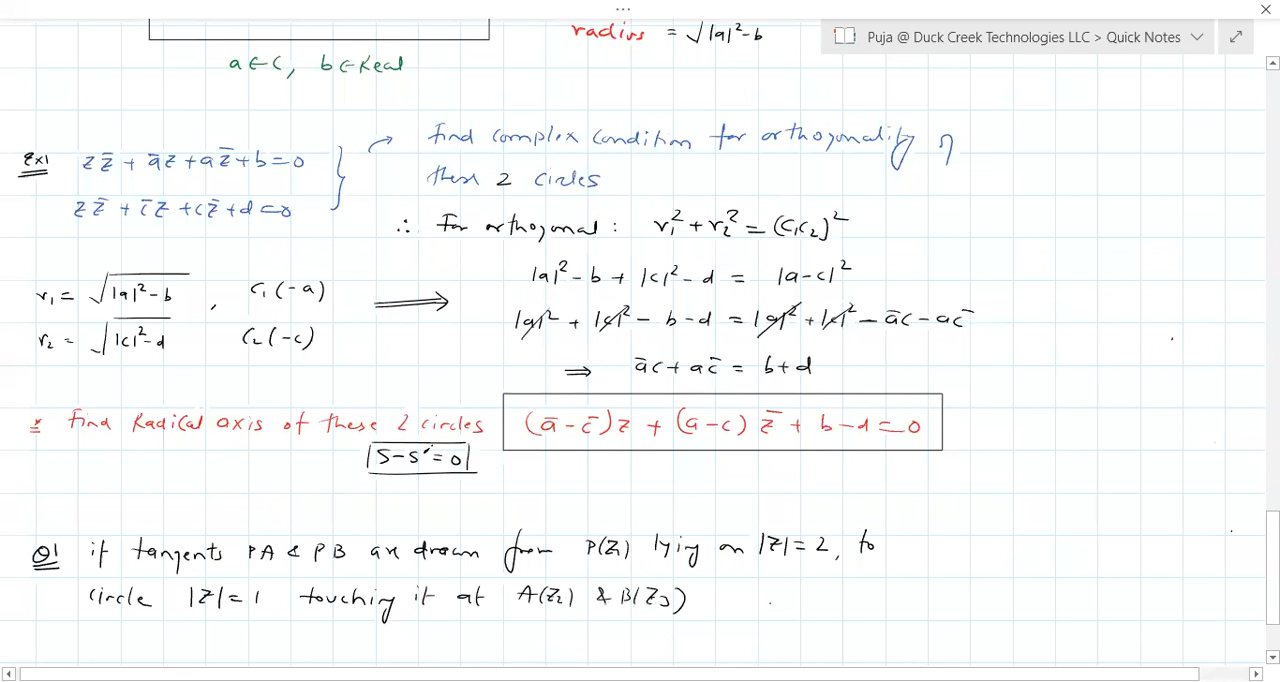 radius = √|a|²-b
Puja @ Duck Creek Technologies LLC > Quick Notes
a ∈ C, b ∈ Real
Ex1 zz̄ + āz + az̄ + b = 0
zz̄ + c̄z + cz̄ + d = 0
Find complex condition for orthogonality of
these 2 circles
∴ For orthogonal : r₁² + r₂² = (C₁C₂)²
r₁ = √|a|²-b , C₁(-a)
r₂ = √|c|²-d C₂(-c)
⟹ |a|² - b + |c|² - d = |a-c|²
|a|² + |c|² - b - d = |a|² + |c|² - āc - ac̄
⇒ āc + ac̄ = b + d
* Find Radical axis of these 2 circles (ā-c̄)z + (a-c)z̄ + b-d = 0
S-S' = 0
Q1 if tangents PA & PB are drawn from P(Z₁) lying on |Z| = 2, to
circle |Z| = 1 touching it at A(Z₂) & B(Z₃)